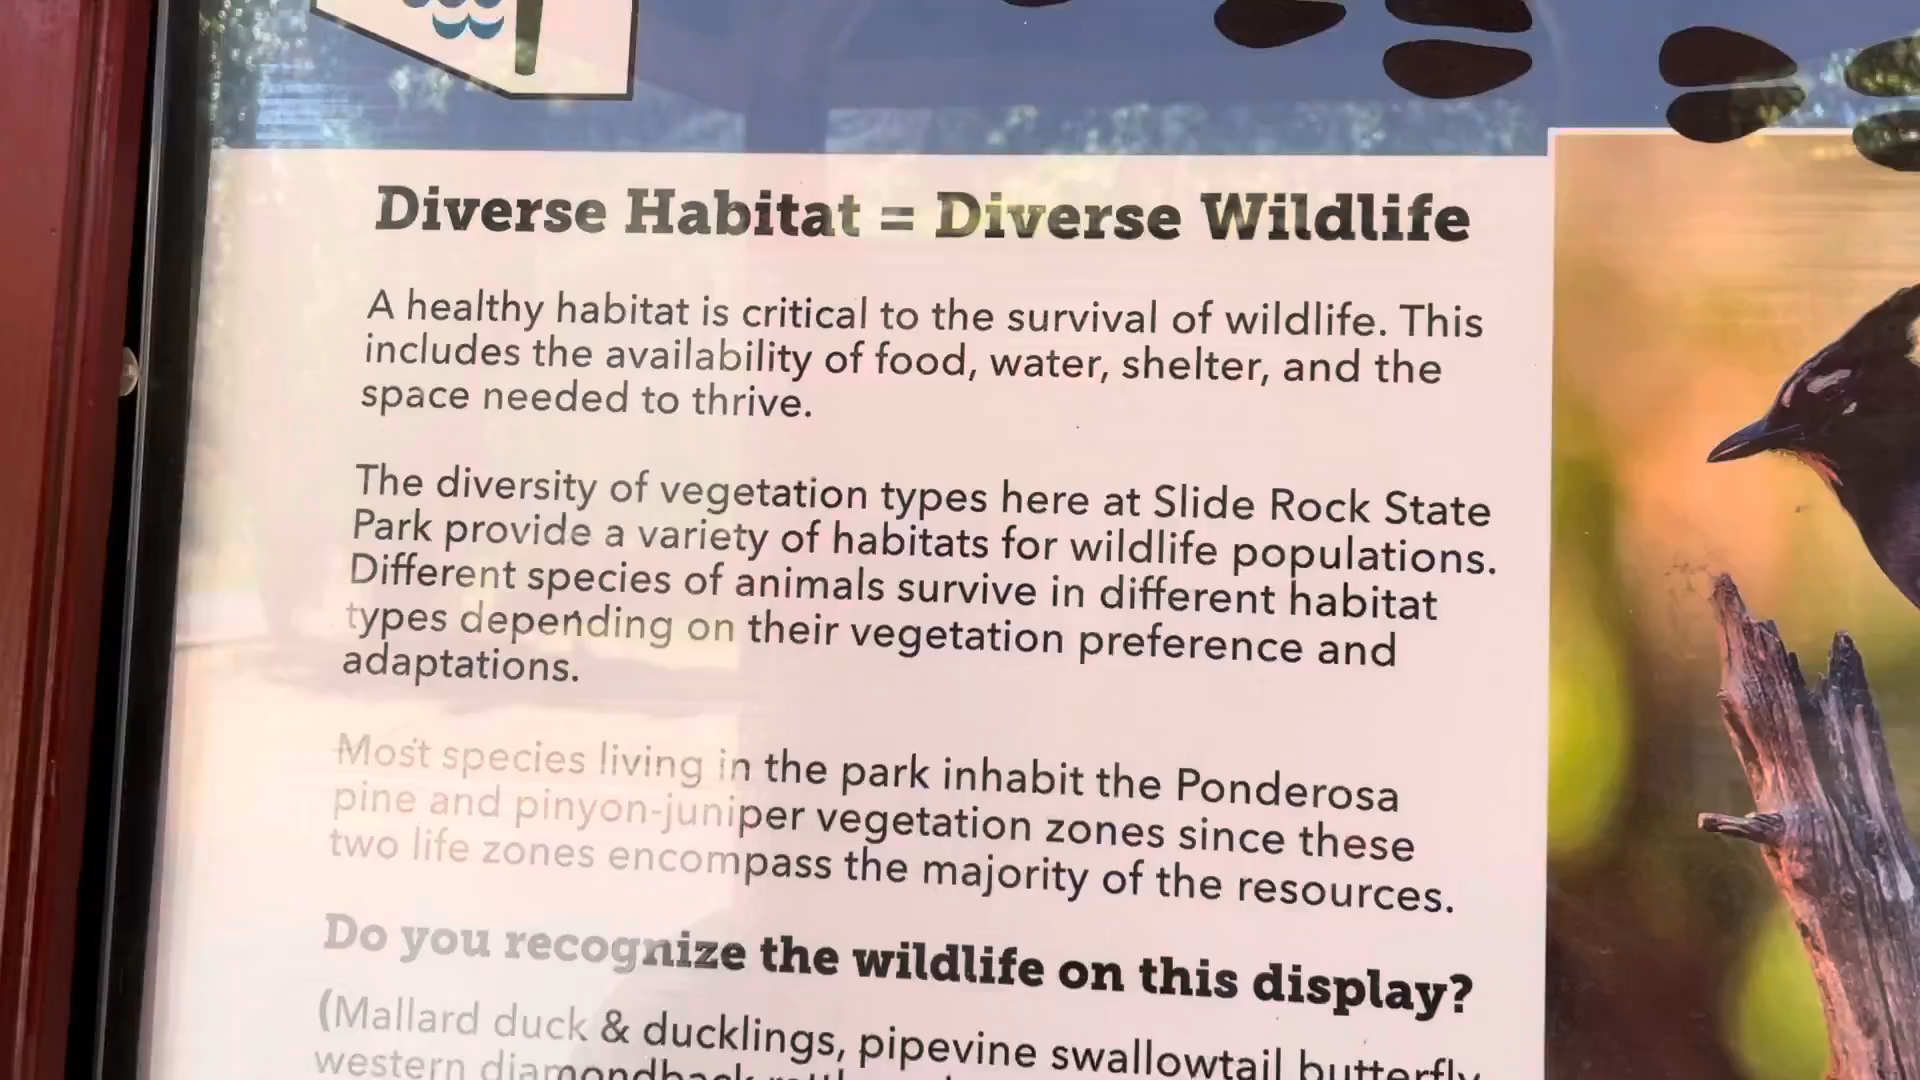 Diverse Habitat = Diverse Wildlife
A healthy habitat is critical to the survival of wildlife. This
includes the availability of food, water, shelter, and the
space needed to thrive.
The diversity of vegetation types here at Slide Rock State
Park provide a variety of habitats for wildlife populations.
Different species of animals survive in different habitat
types depending on their vegetation preference and
adaptations.
Most species living in the park inhabit the Ponderosa
pine and pinyon-juniper vegetation zones since these
two life zones encompass the majority of the resources.
Do you recognize the wildlife on this display?
(Mallard duck & ducklings, pipevine swallowtail butterfly,
western diamondback